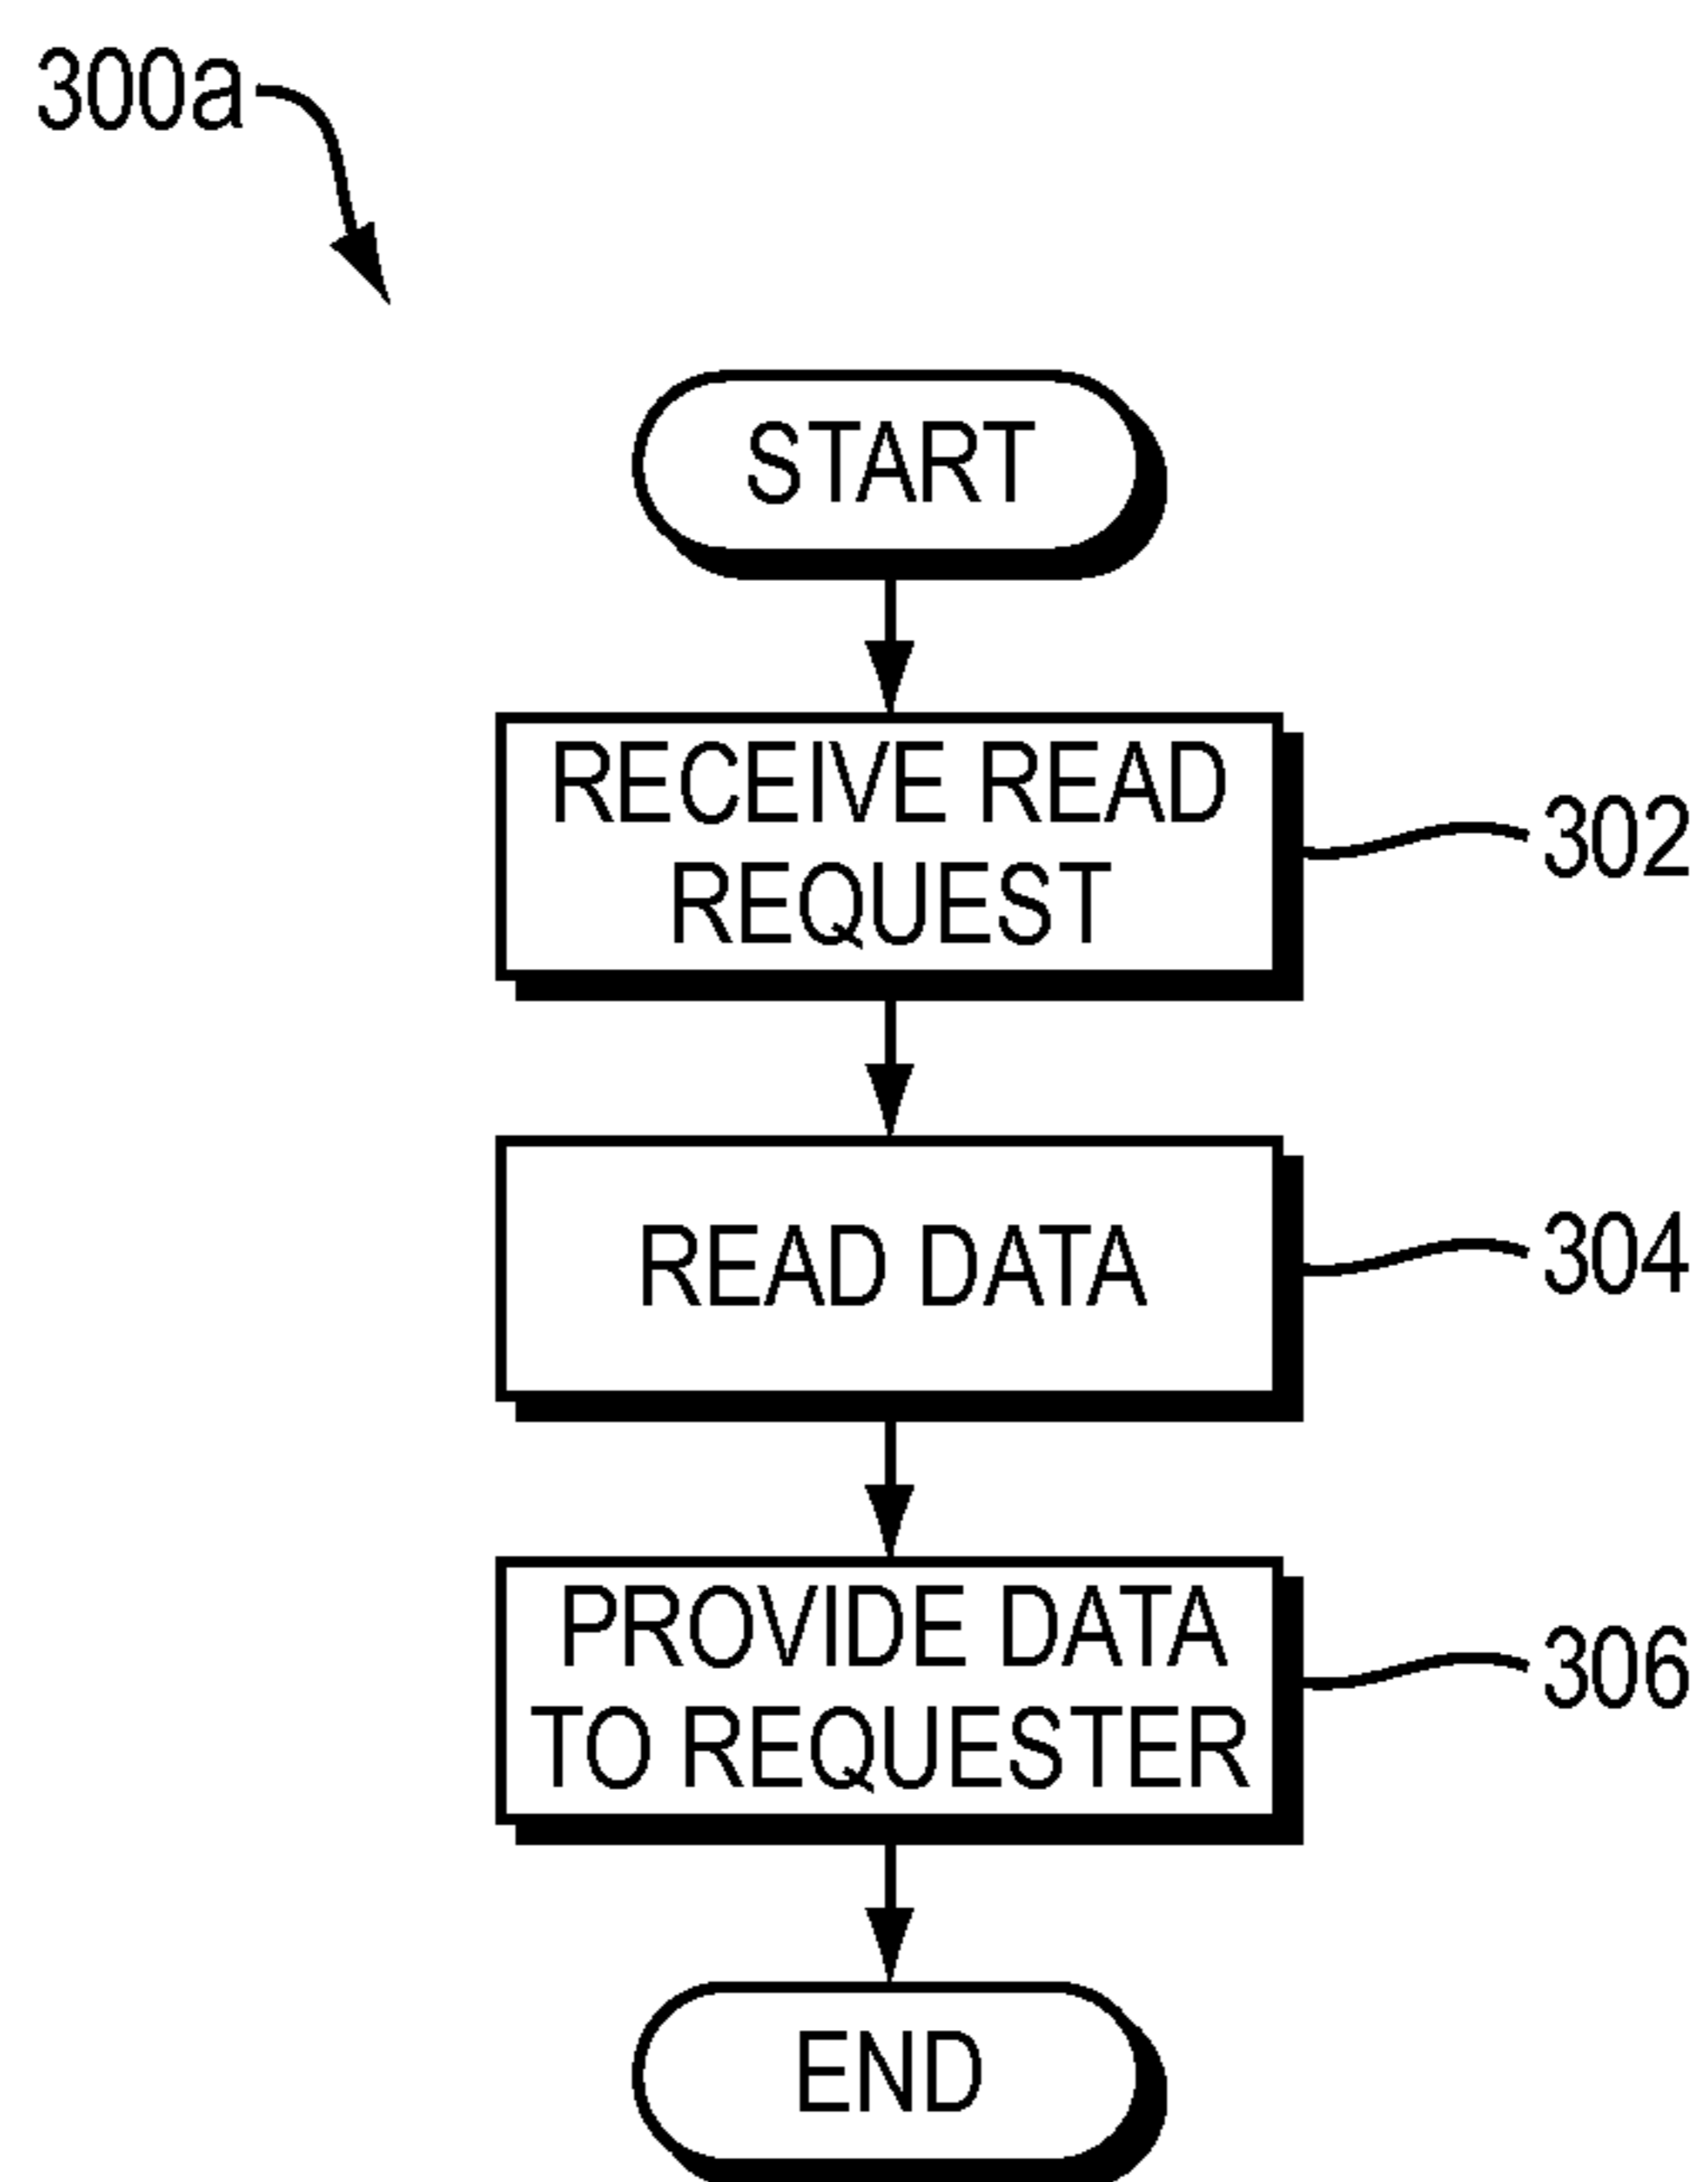 300a
START
RECEIVE READ
REQUEST
302
READ DATA
304
PROVIDE DATA
TO REQUESTER
306
END